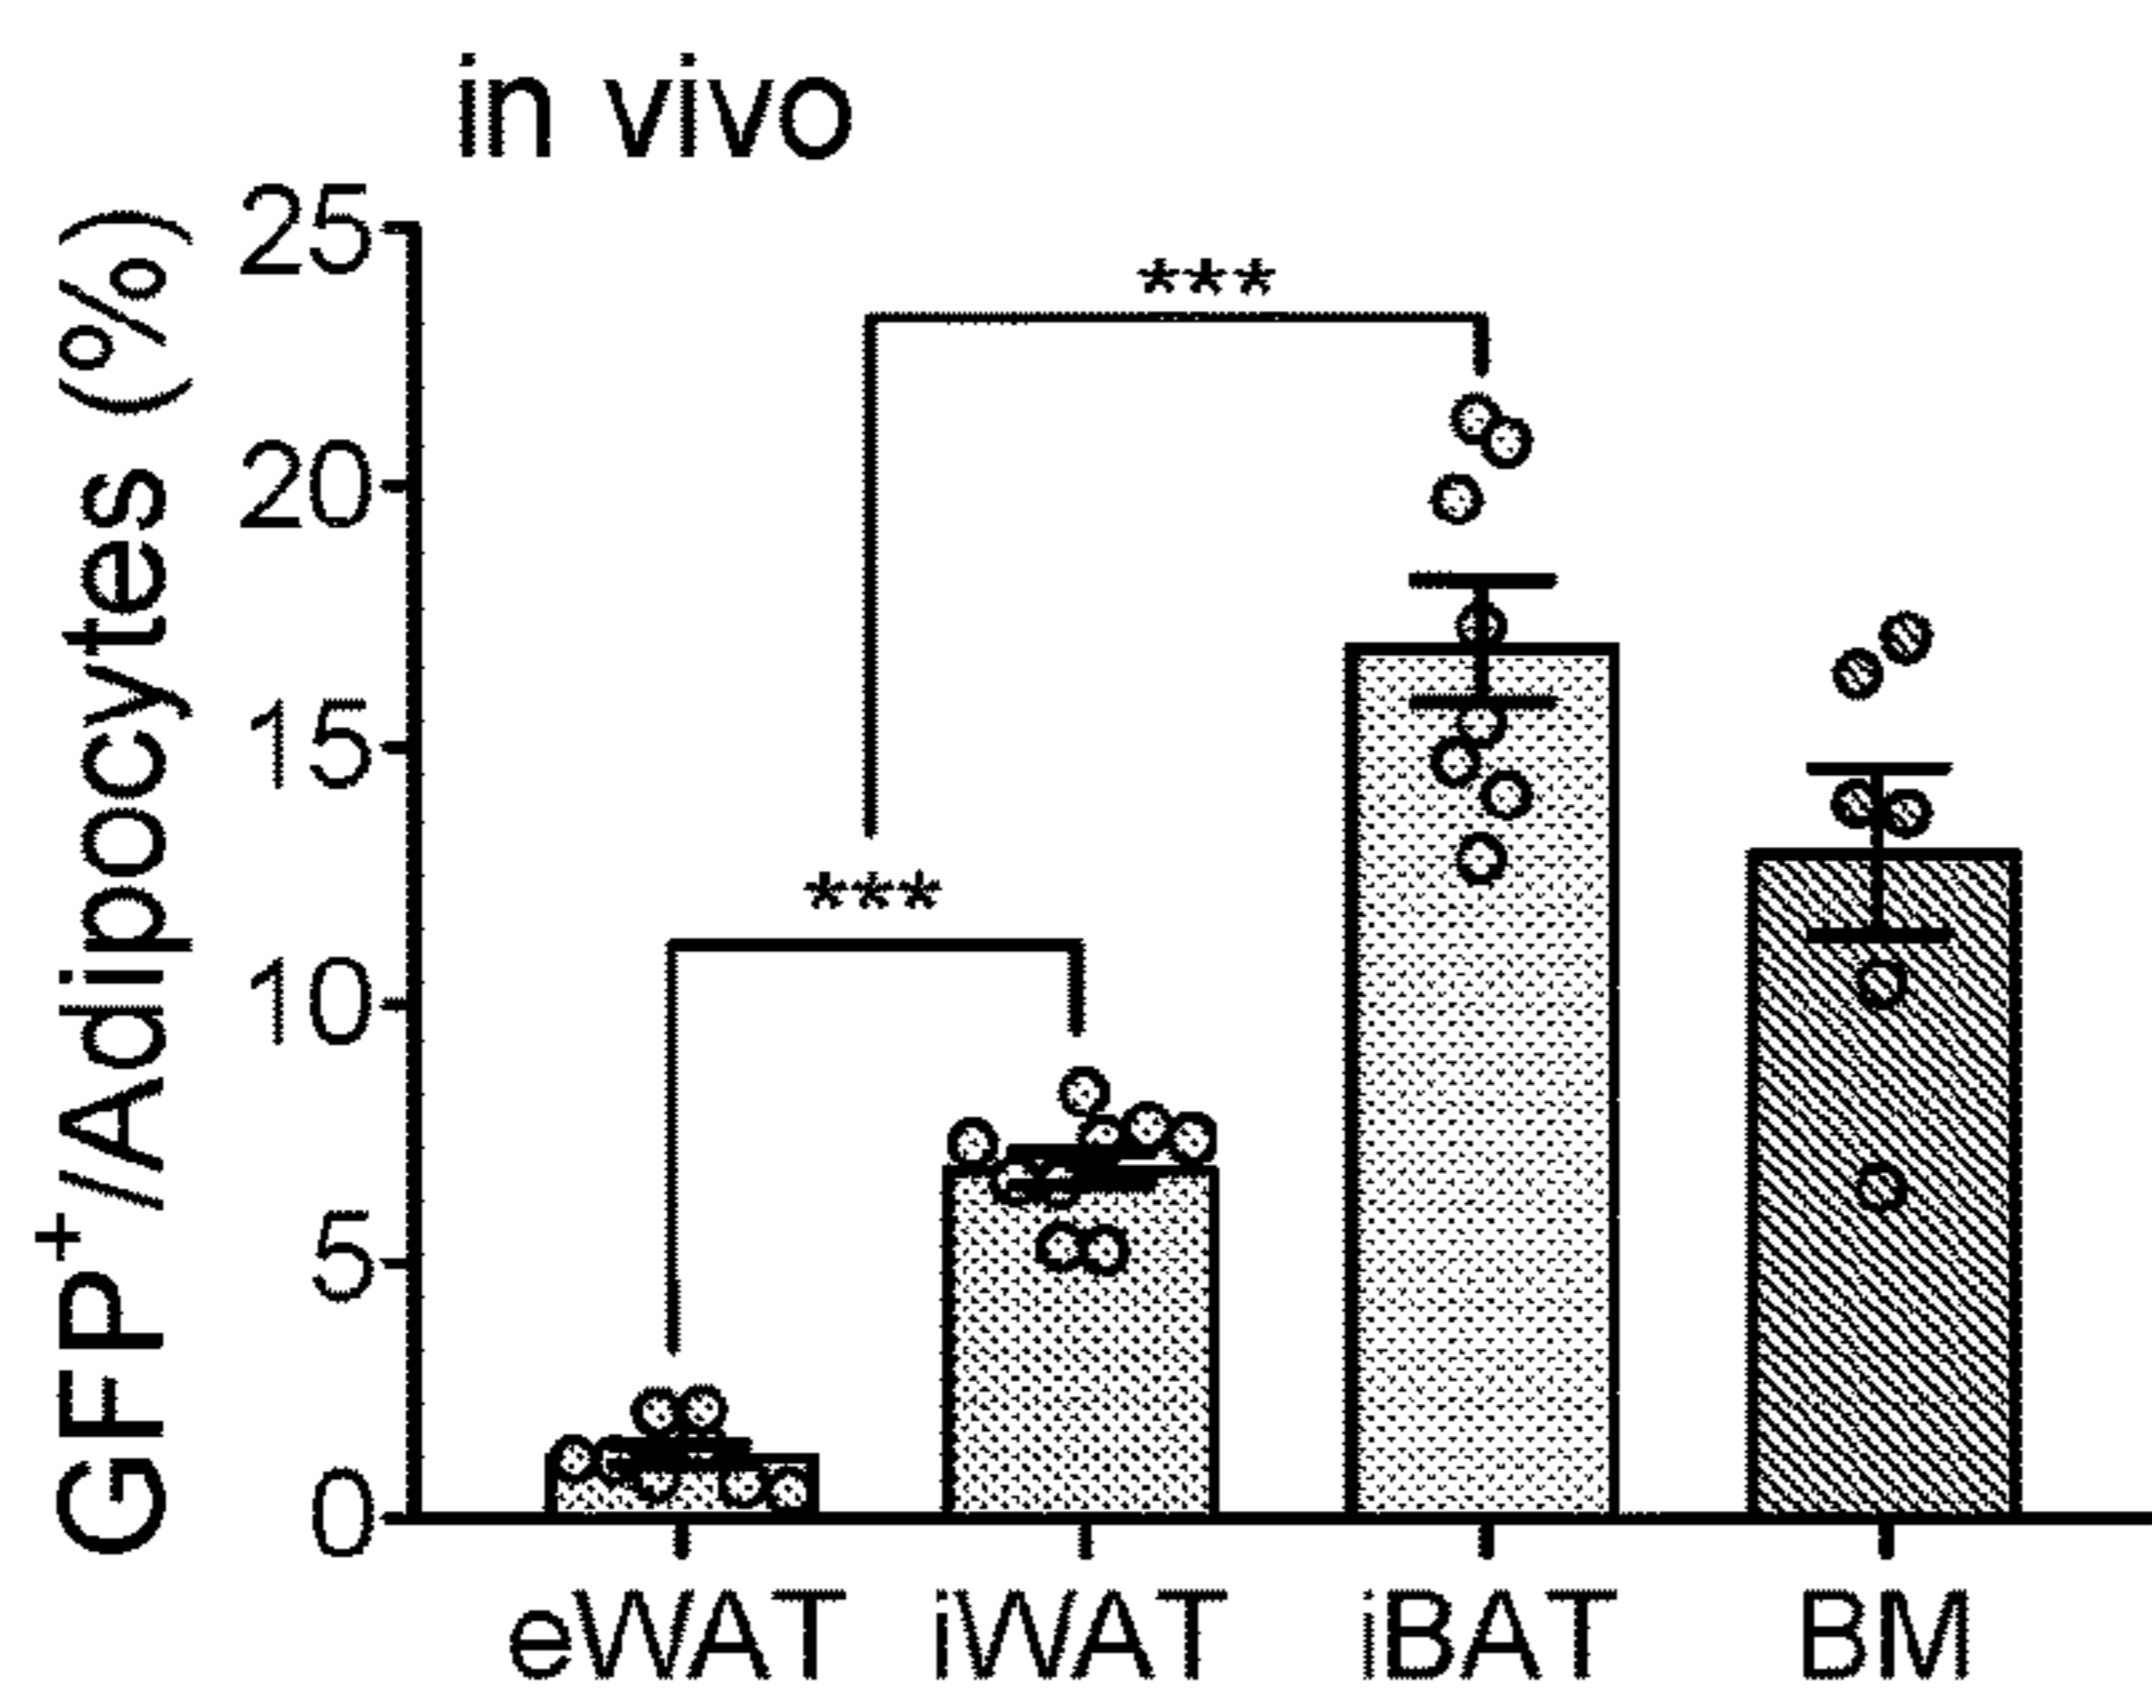 in vivo
GFP⁺/Adipocytes (%)
25
20
15
10
5
0
***
***
eWAT iWAT iBAT BM